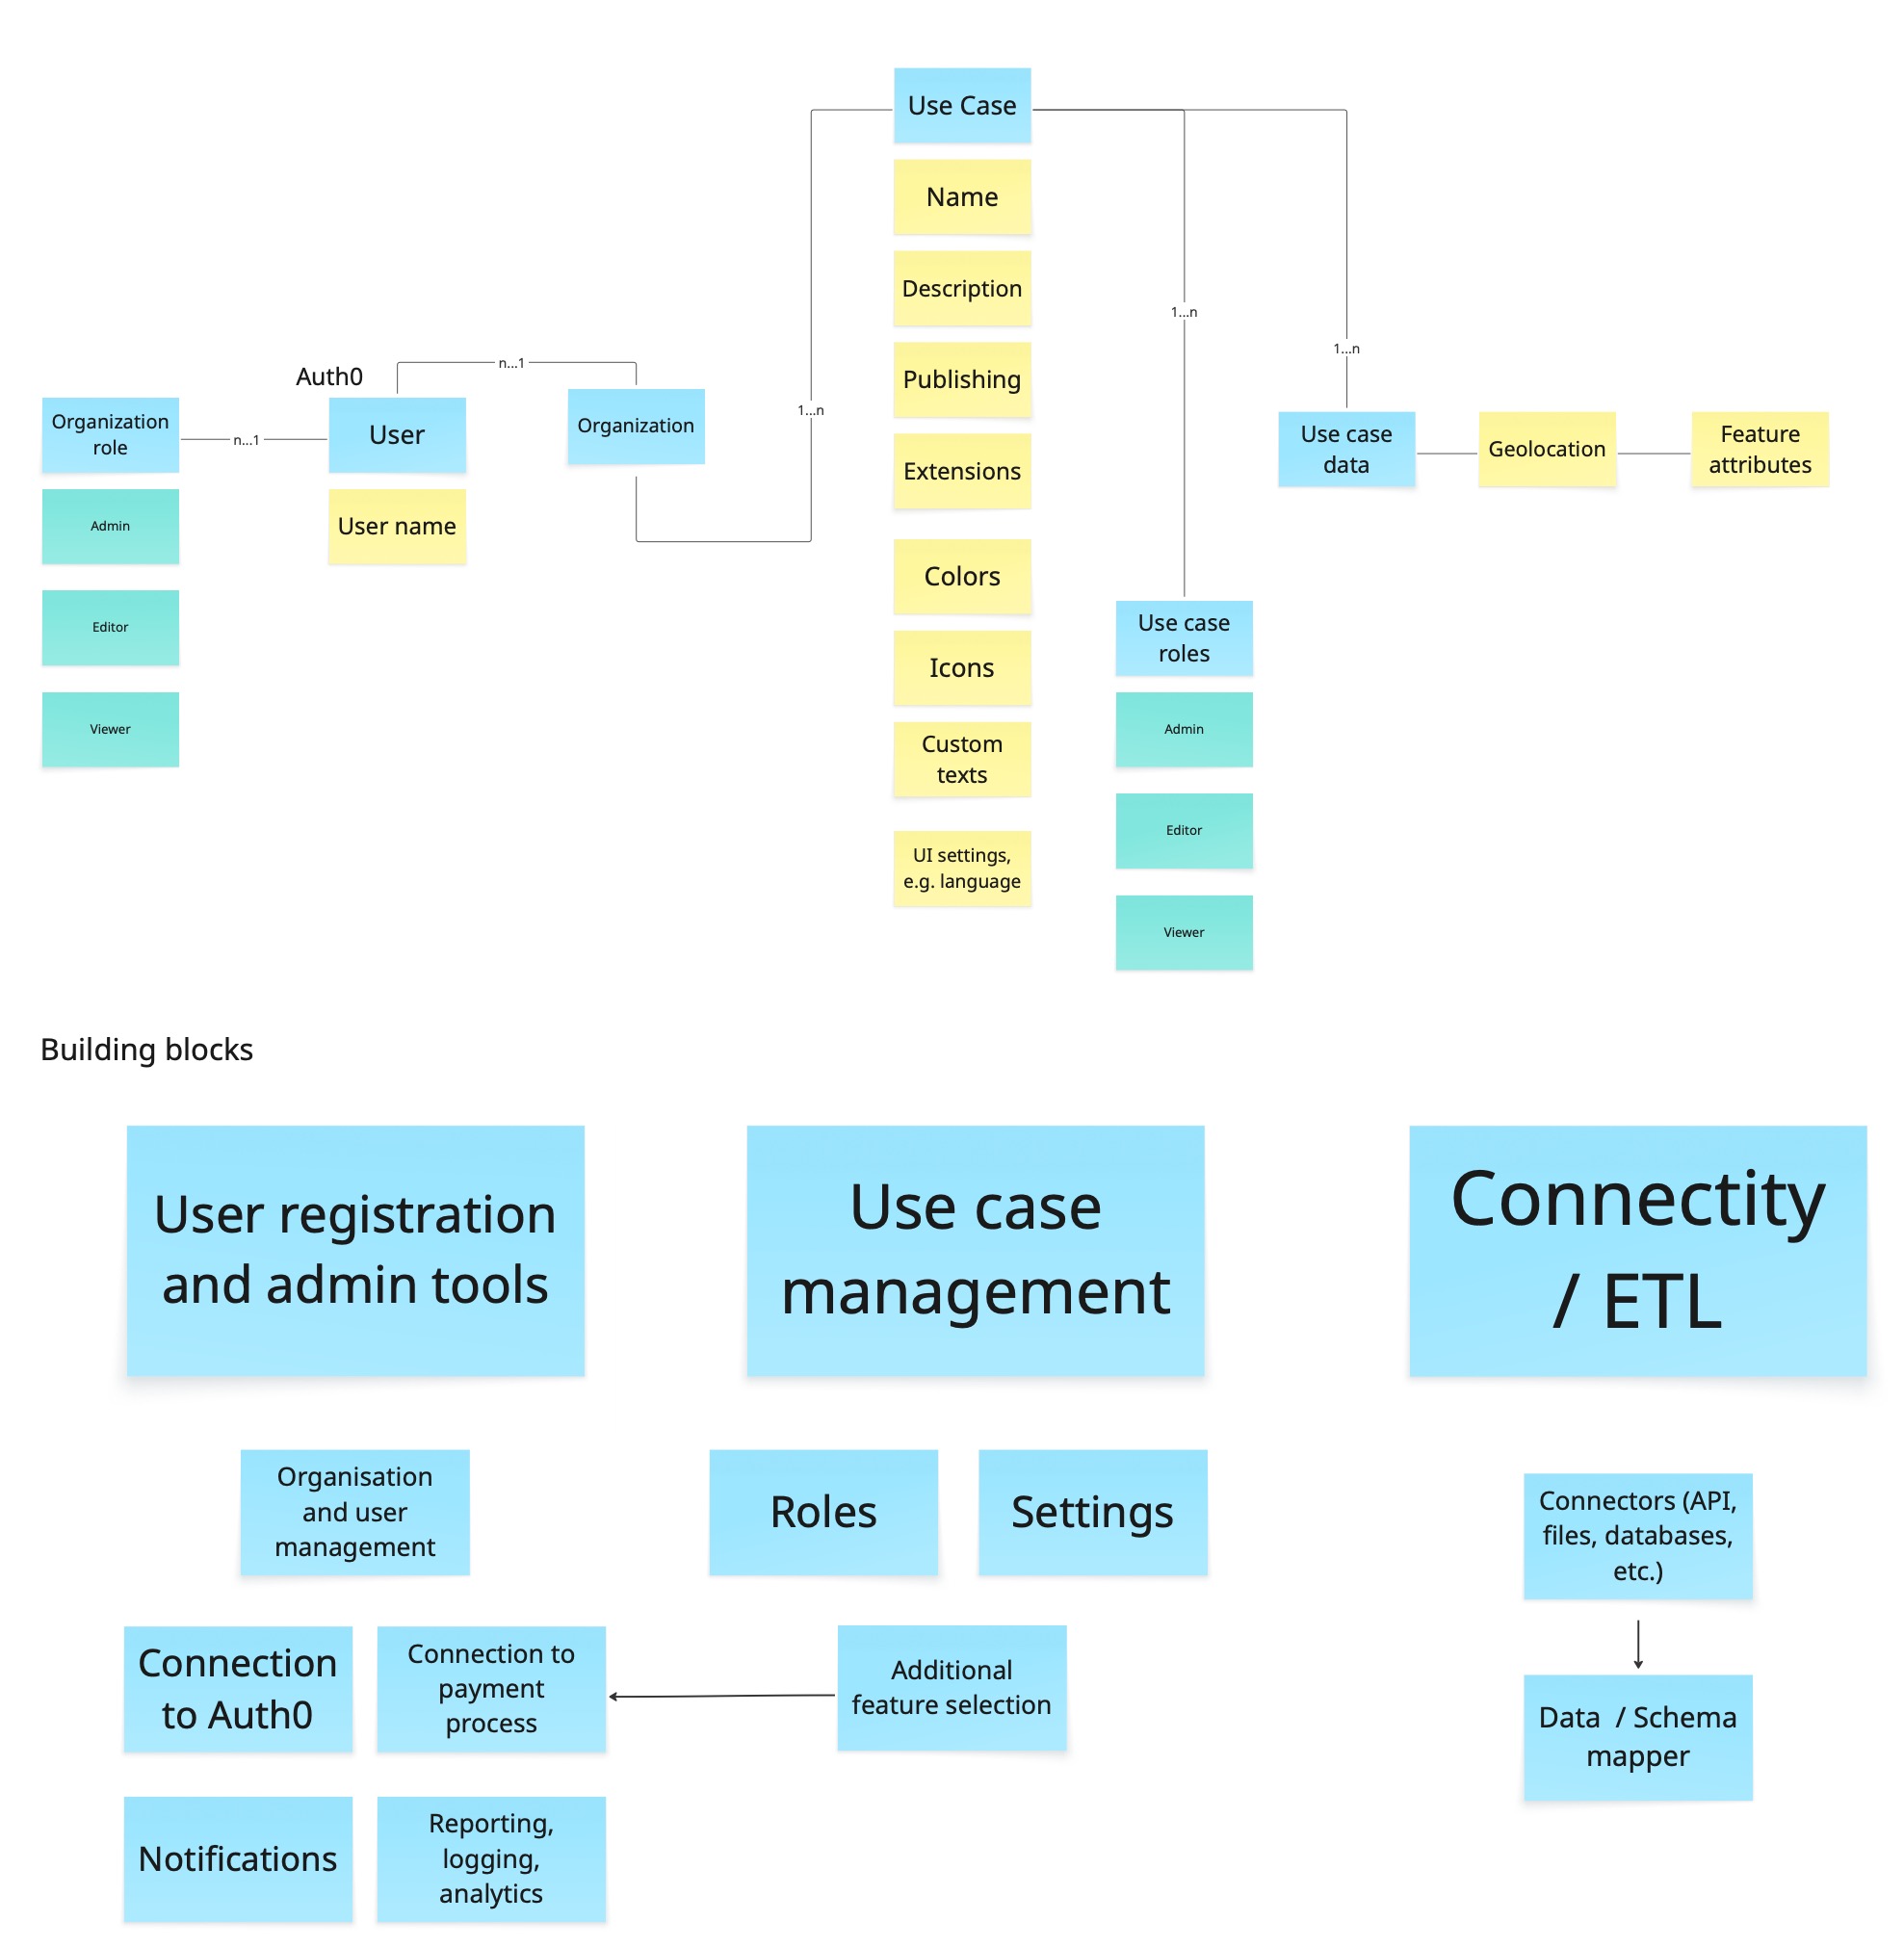 Use Case
Name
Description
Publishing
Extensions
Colors
Icons
Custom
texts
UI settings,
e.g. language
1...n
1...n
1...n
Auth0
n...1
Organization
role
n...1
User
Organization
Admin
User name
Editor
Viewer
Use case
data
Geolocation
Feature
attributes
Use case
roles
Admin
Editor
Viewer
Building blocks
User registration
and admin tools
Use case
management
Connectity
/ ETL
Organisation
and user
management
Roles
Settings
Connectors (API,
files, databases,
etc.)
Connection
to Auth0
Connection to
payment
process
Additional
feature selection
Data / Schema
mapper
Notifications
Reporting,
logging,
analytics